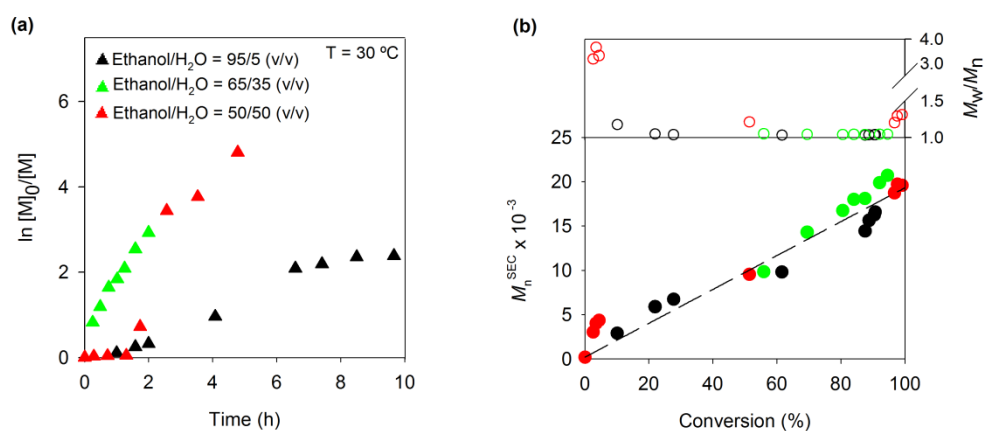 (a)
T = 30 ºC
Ethanol/H₂O = 95/5 (v/v)
Ethanol/H₂O = 65/35 (v/v)
Ethanol/H₂O = 50/50 (v/v)
6
4
2
0
ln [M]₀/[M]
0 2 4 6 8 10
Time (h)
(b)
4.0
3.0
1.5
1.0
Mw/Mn
25
20
15
10
5
0
Mₙ^SEC x 10⁻³
0 20 40 60 80 100
Conversion (%)